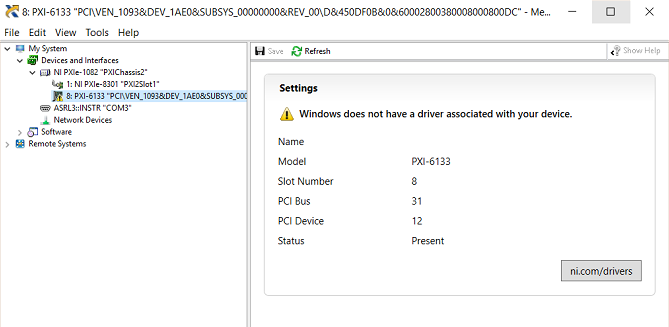 8: PXI-6133 "PCI\VEN_1093&DEV_1AE0&SUBSYS_00000000&REV_00\D&450DF0B&0&60002800380008000800DC" - Me...
File Edit View Tools Help
My System
Devices and Interfaces
NI PXIe-1082 "PXIChassis2"
1: NI PXIe-8301 "PXI2Slot1"
8: PXI-6133 "PCI\VEN_1093&DEV_1AE0&SUBSYS_000
ASRL3::INSTR "COM3"
Network Devices
Software
Remote Systems
Save Refresh Show Help
Settings
Windows does not have a driver associated with your device.
Name
Model PXI-6133
Slot Number 8
PCI Bus 31
PCI Device 12
Status Present
ni.com/drivers